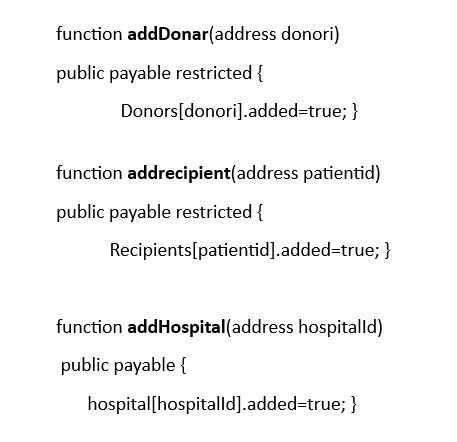 function addDonar(address donori)
public payable restricted {
Donors[donori].added=true; }
function addrecipient(address patientid)
public payable restricted {
Recipients[patientid].added=true; }
function addHospital(address hospitalId)
public payable {
hospital[hospitalId].added=true; }